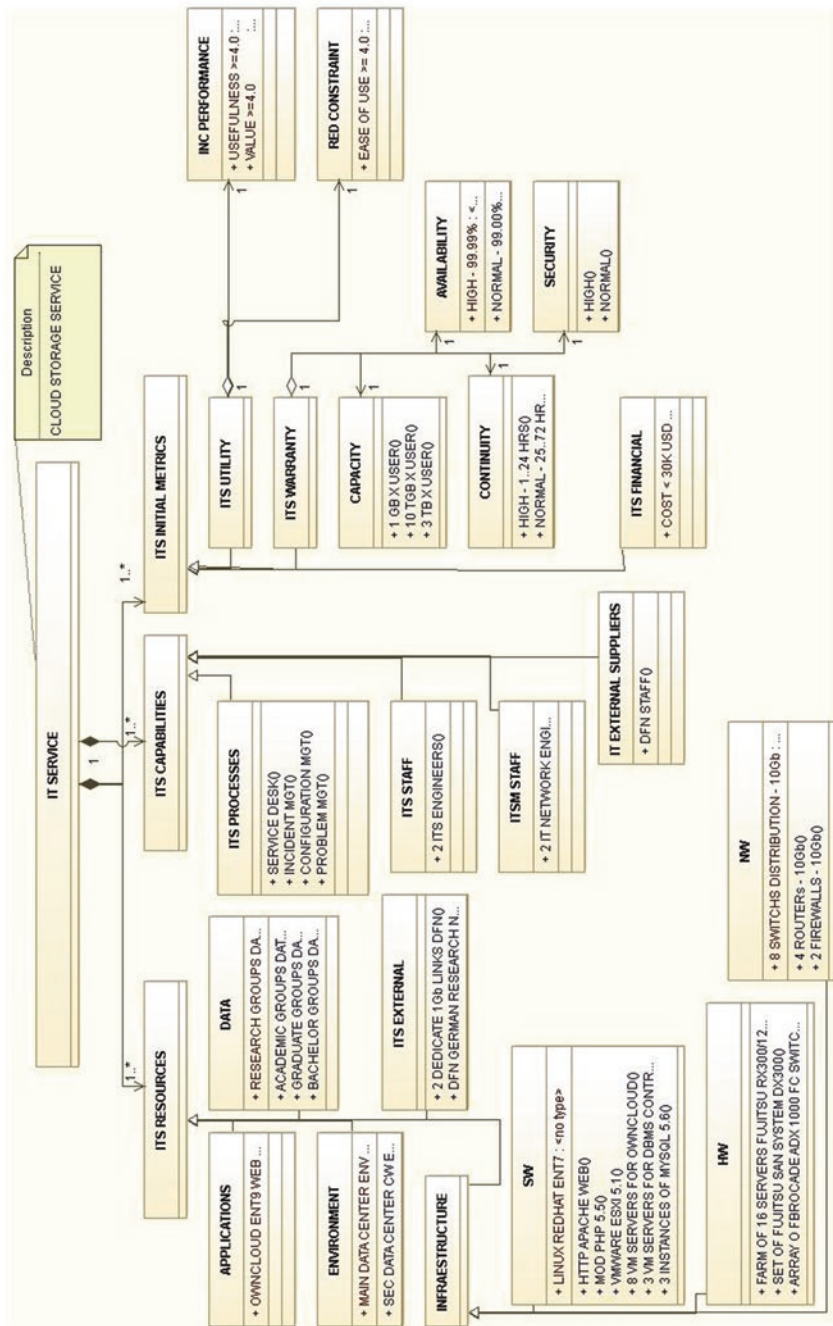 Description
CLOUD STORAGE SERVICE
IT SERVICE
1
1..*
1..*
1..*
ITS RESOURCES
ITS CAPABILITIES
ITS INITIAL METRICS
APPLICATIONS
+ OWNCLOUD ENT9 WEB ...
DATA
+ RESEARCH GROUPS DA...
+ ACADEMIC GROUPS DAT...
+ GRADUATE GROUPS DA...
+ BACHELOR GROUPS DA...
ENVIRONMENT
+ MAIN DATA CENTER ENV ...
+ SEC DATA CENTER CW E...
ITS EXTERNAL
+ 2 DEDICATE 1Gb LINKS DFN()
+ DFN GERMAN RESEARCH N...
INFRAESTRUCTURE
SW
+ LINUX REDHAT ENT7 : <no type>
+ HTTP APACHE WEB()
+ MOD PHP 5.5()
+ VMWARE ESXI 5.1()
+ 8 VM SERVERS FOR OWNCLOUD()
+ 3 VM SERVERS FOR DBMS CONTR...
+ 3 INSTANCES OF MYSQL 5.6()
HW
+ FARM OF 16 SERVERS FUJITSU RX300/12...
+ SET OF FUJITSU SAN SYSTEM DX300()
+ ARRAY O FBROCADE ADX 1000 FC SWITC...
NW
+ 8 SWITCHS DISTRIBUTION - 10Gb : ...
+ 4 ROUTERs - 10Gb()
+ 2 FIREWALLS - 10Gb()
ITS PROCESSES
+ SERVICE DESK()
+ INCIDENT MGT()
+ CONFIGURATION MGT()
+ PROBLEM MGT()
ITS STAFF
+ 2 ITS ENGINEERS()
ITSM STAFF
+ 2 IT NETWORK ENGI...
IT EXTERNAL SUPPLIERS
+ DFN STAFF()
ITS UTILITY
1
1
1
INC PERFORMANCE
+ USEFULNESS >=4.0 : ...
+ VALUE >=4.0 : ...
RED CONSTRAINT
+ EASE OF USE >= 4.0 : ...
ITS WARRANTY
1
1
1
1
1
CAPACITY
+ 1 GB X USER()
+ 10 TGB X USER()
+ 3 TB X USER()
AVAILABILITY
+ HIGH - 99.99% : <...
+ NORMAL - 99.00%...
CONTINUITY
+ HIGH - 1..24 HRS()
+ NORMAL - 25..72 HR...
SECURITY
+ HIGH()
+ NORMAL()
ITS FINANCIAL
+ COST < 30K USD ...